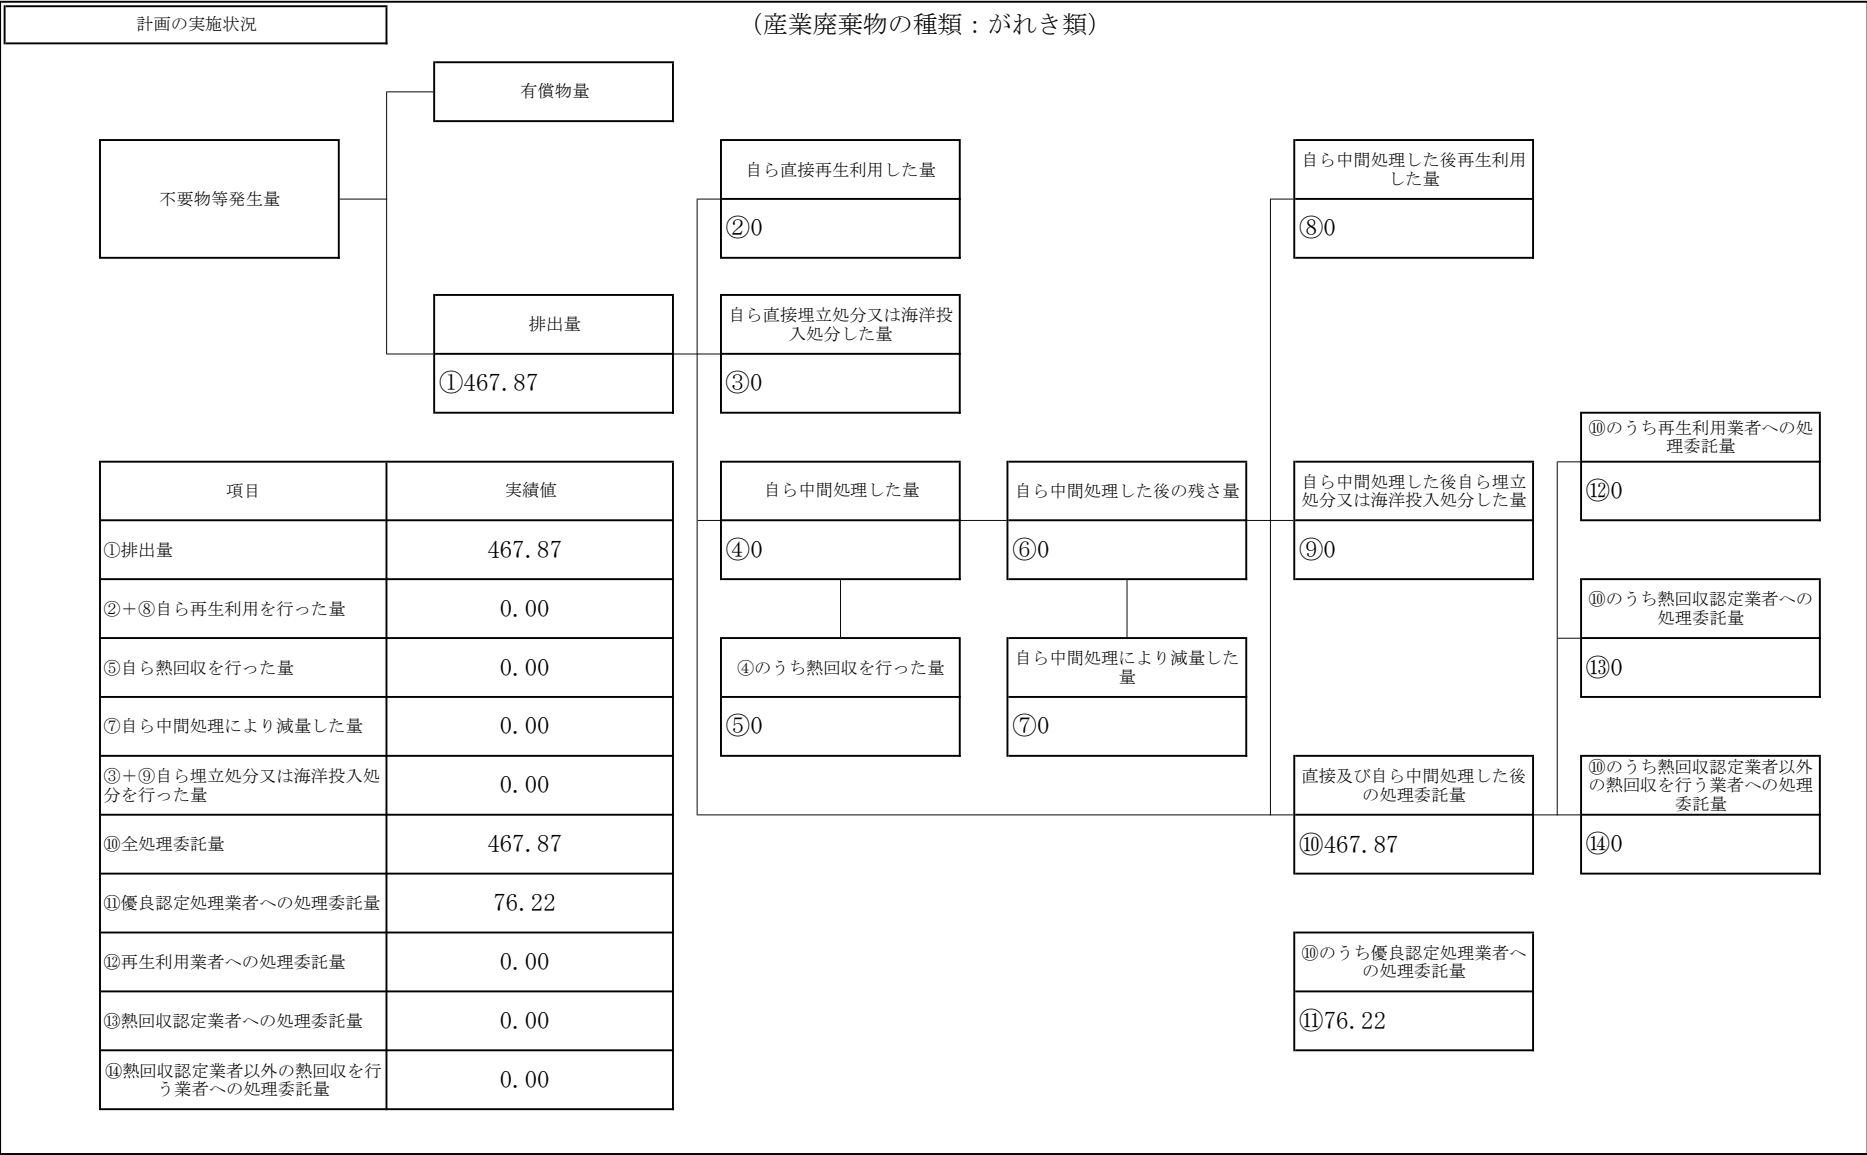 計画の実施状況
（産業廃棄物の種類：がれき類）
有償物量
不要物等発生量
排出量
①467.87
自ら直接再生利用した量
②0
自ら直接埋立処分又は海洋投
入処分した量
③0
自ら中間処理した後再生利用
した量
⑧0
自ら中間処理した量
④0
自ら中間処理した後の残さ量
⑥0
自ら中間処理した後自ら埋立
処分又は海洋投入処分した量
⑨0
④のうち熱回収を行った量
⑤0
自ら中間処理により減量した
量
⑦0
直接及び自ら中間処理した後
の処理委託量
⑩467.87
⑩のうち優良認定処理業者へ
の処理委託量
⑪76.22
⑩のうち再生利用業者への処
理委託量
⑫0
⑩のうち熱回収認定業者への
処理委託量
⑬0
⑩のうち熱回収認定業者以外
の熱回収を行う業者への処理
委託量
⑭0
項目 実績値
①排出量 467.87
②＋⑧自ら再生利用を行った量 0.00
⑤自ら熱回収を行った量 0.00
⑦自ら中間処理により減量した量 0.00
③＋⑨自ら埋立処分又は海洋投入処
分を行った量 0.00
⑩全処理委託量 467.87
⑪優良認定処理業者への処理委託量 76.22
⑫再生利用業者への処理委託量 0.00
⑬熱回収認定業者への処理委託量 0.00
⑭熱回収認定業者以外の熱回収を行
う業者への処理委託量 0.00